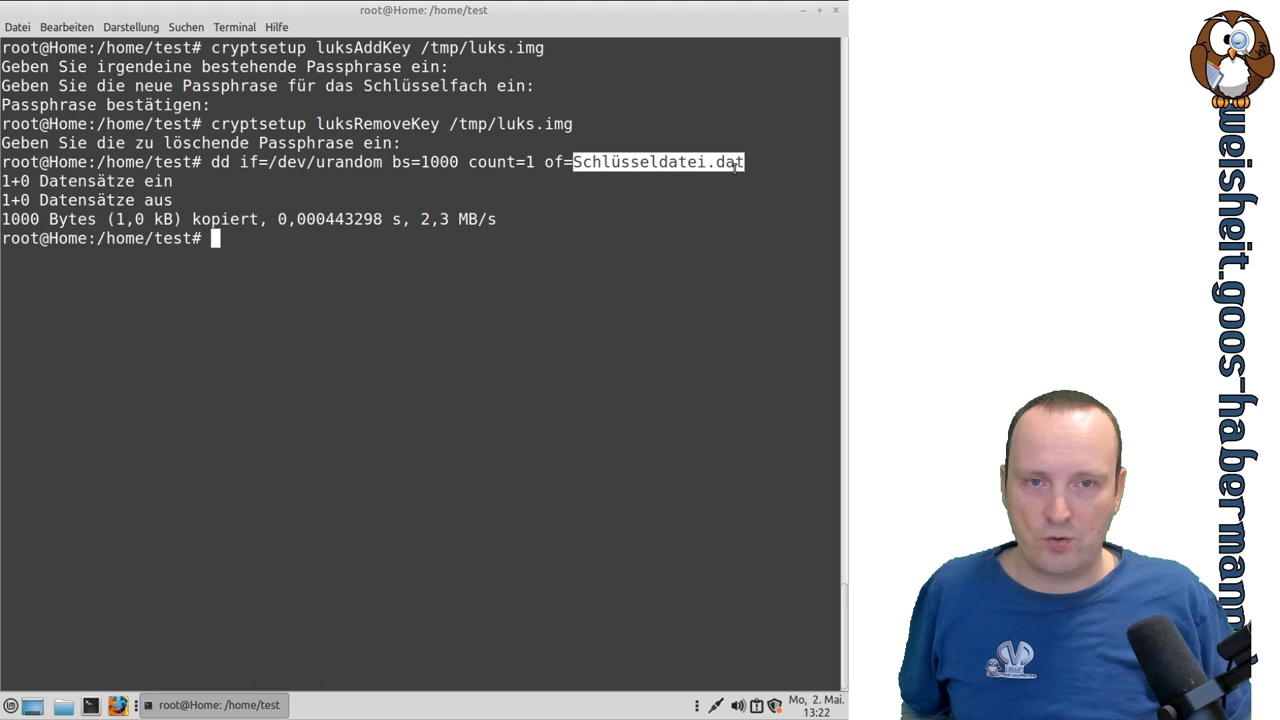 root@Home: /home/test
Datei Bearbeiten Darstellung Suchen Terminal Hilfe
root@Home:/home/test# cryptsetup luksAddKey /tmp/luks.img
Geben Sie irgendeine bestehende Passphrase ein:
Geben Sie die neue Passphrase für das Schlüsselfach ein:
Passphrase bestätigen:
root@Home:/home/test# cryptsetup luksRemoveKey /tmp/luks.img
Geben Sie die zu löschende Passphrase ein:
root@Home:/home/test# dd if=/dev/urandom bs=1000 count=1 of=Schlüsseldatei.dat
1+0 Datensätze ein
1+0 Datensätze aus
1000 Bytes (1,0 kB) kopiert, 0,000443298 s, 2,3 MB/s
root@Home:/home/test#
root@Home: /home/test
Mo, 2. Mai.
13:22
weisheit.goos-habermann.